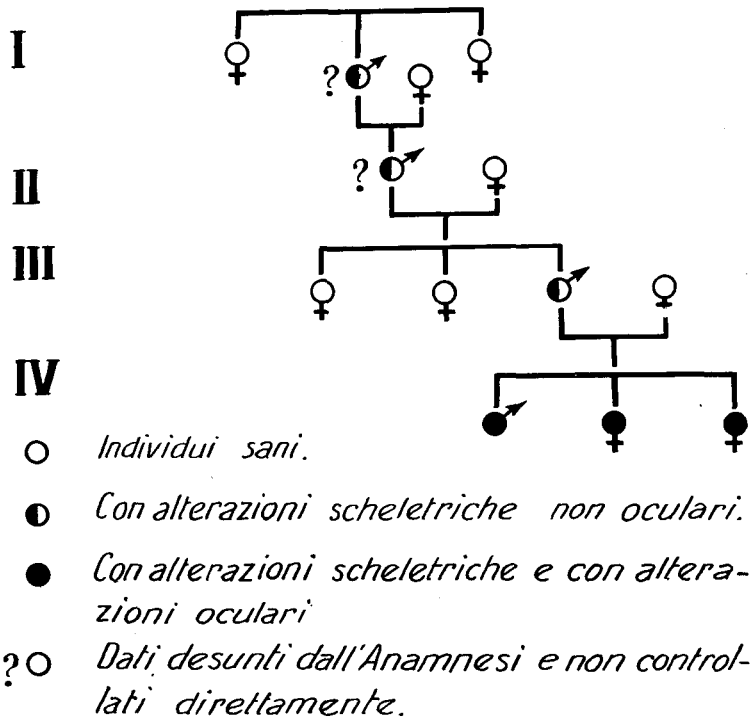 I
?
II
?
III
IV
Individui sani.
Con alterazioni scheletriche non oculari.
Con alterazioni scheletriche e con altera-
zioni oculari
? Dati desunti dall'Anamnesi e non control-
lati direttamente.